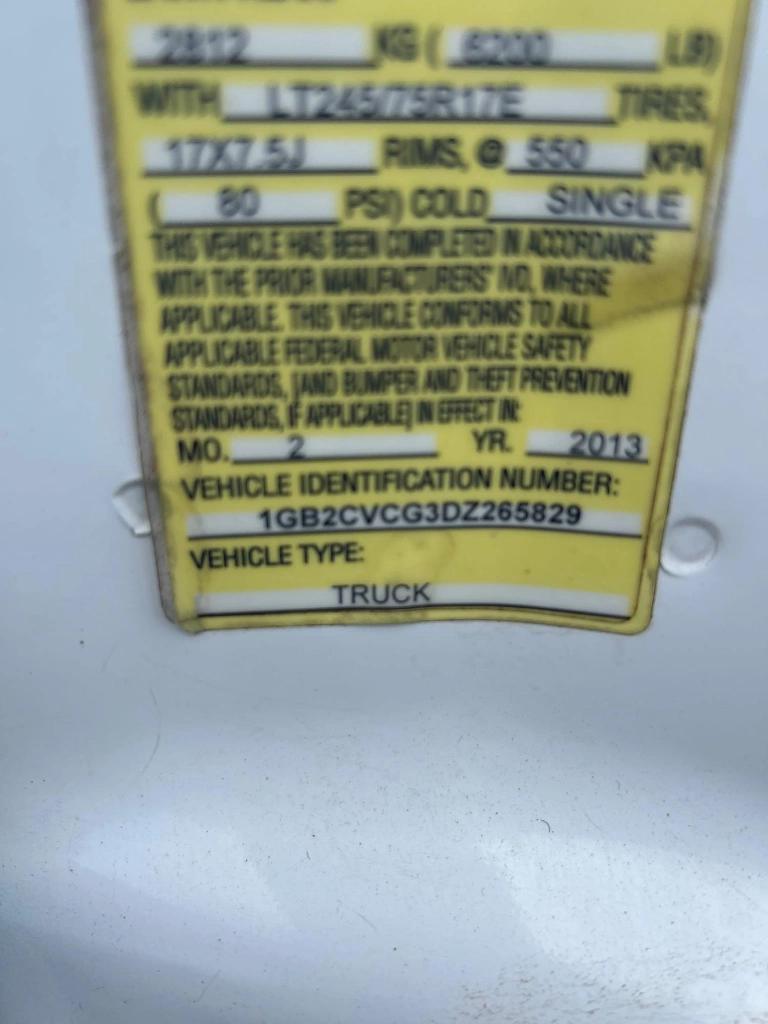 2812 KG ( 6200 LB)
WITH LT245/75R17E TIRES,
17X7.5J RIMS, @ 550 KPA
( 80 PSI) COLD SINGLE
THIS VEHICLE HAS BEEN COMPLETED IN ACCORDANCE
WITH THE PRIOR MANUFACTURERS' IVD, WHERE
APPLICABLE. THIS VEHICLE CONFORMS TO ALL
APPLICABLE FEDERAL MOTOR VEHICLE SAFETY
STANDARDS, [AND BUMPER AND THEFT PREVENTION
STANDARDS, IF APPLICABLE] IN EFFECT IN:
MO. 2 YR. 2013
VEHICLE IDENTIFICATION NUMBER:
1GB2CVCG3DZ265829
VEHICLE TYPE:
TRUCK